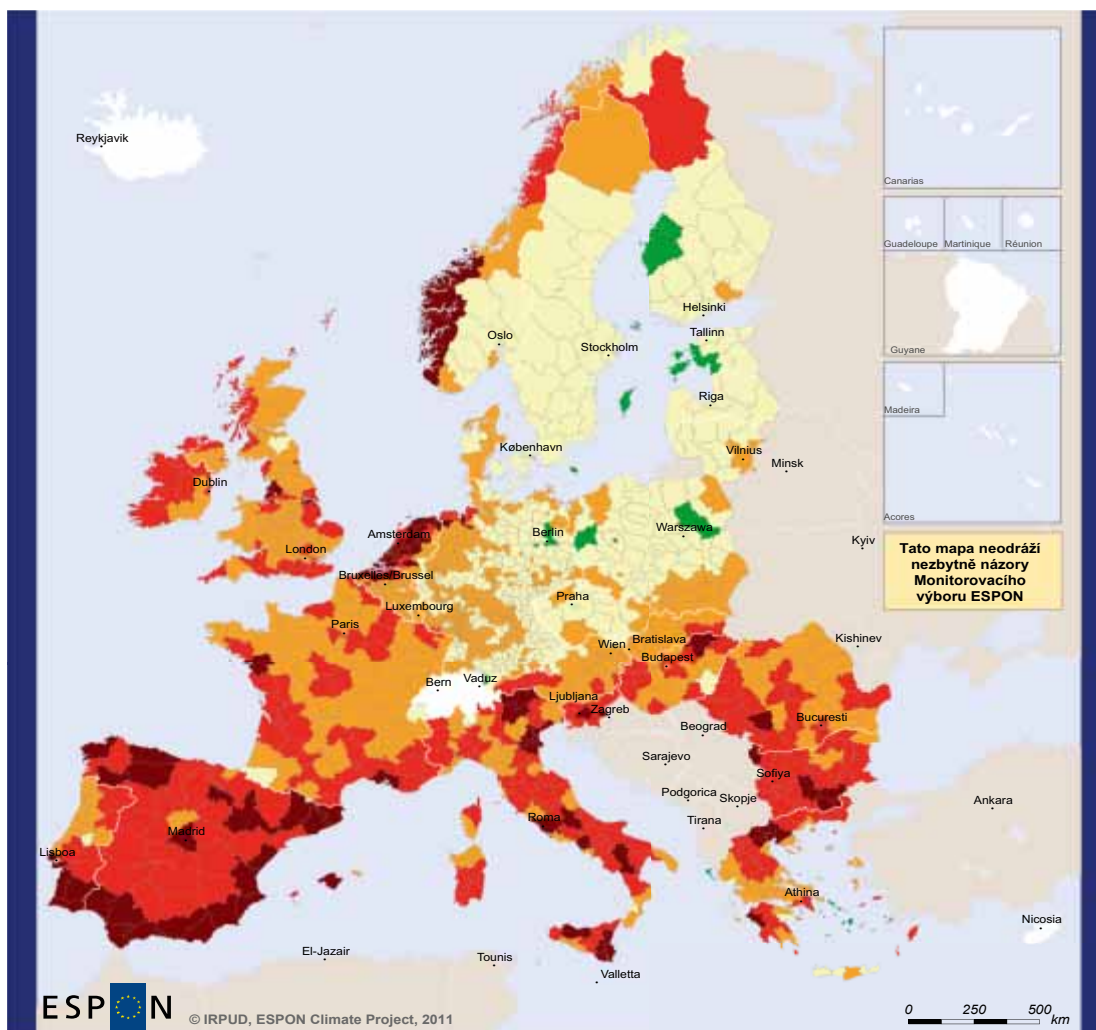 Reykjavik
Canarias
Guadeloupe
Martinique
Réunion
Guyane
Madeira
Acores
Helsinki
Oslo
Tallinn
Stockholm
Riga
København
Vilnius
Minsk
Dublin
Amsterdam
Berlin
Warszawa
Kyiv
London
Bruxelles/Brussel
Luxembourg
Praha
Paris
Wien
Bratislava
Kishinev
Budapest
Bern
Vaduz
Ljubljana
Zagreb
Beograd
Bucuresti
Sarajevo
Sofiya
Podgorica
Skopje
Ankara
Roma
Tirana
Madrid
Lisboa
Athina
Nicosia
El-Jazair
Tounis
Valletta
Tato mapa neodráží
nezbytně názory
Monitorovacího
výboru ESPON
ESPON
© IRPUD, ESPON Climate Project, 2011
0 250 500
km